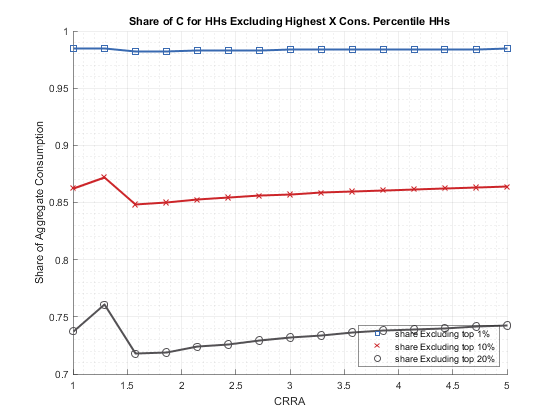 Share of C for HHs Excluding Highest X Cons. Percentile HHs
1
0.95
0.9
0.85
0.8
0.75
0.7
Share of Aggregate Consumption
share Excluding top 1%
share Excluding top 10%
share Excluding top 20%
1 1.5 2 2.5 3 3.5 4 4.5 5
CRRA